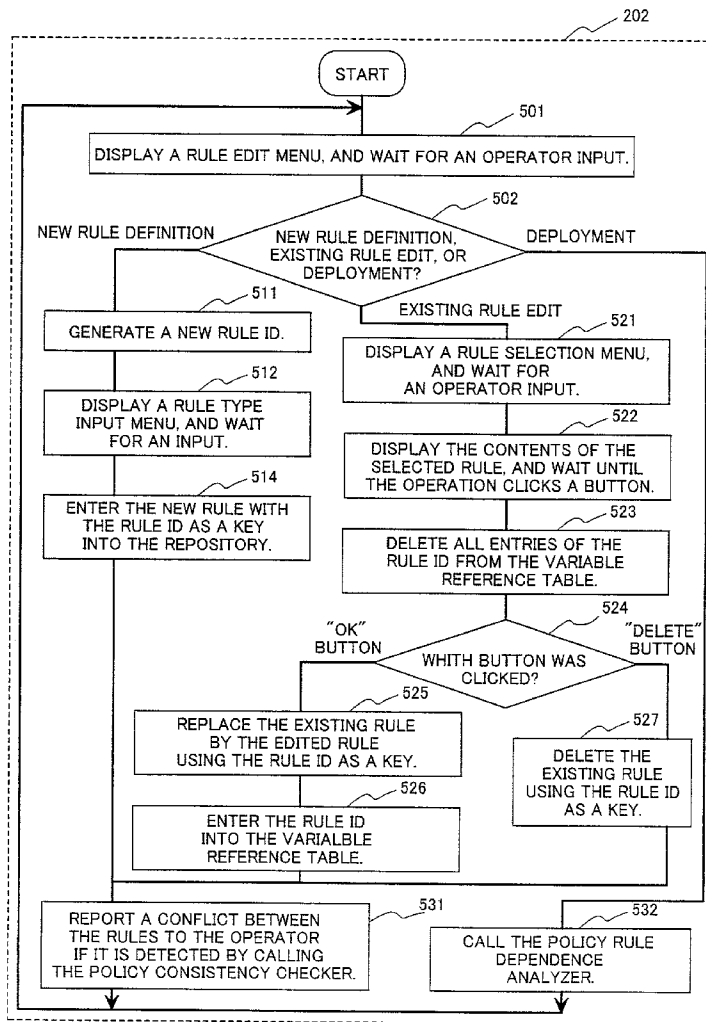 202
START
501
DISPLAY A RULE EDIT MENU, AND WAIT FOR AN OPERATOR INPUT.
502
NEW RULE DEFINITION
NEW RULE DEFINITION,
EXISTING RULE EDIT, OR
DEPLOYMENT?
DEPLOYMENT
EXISTING RULE EDIT
511
GENERATE A NEW RULE ID.
512
DISPLAY A RULE TYPE
INPUT MENU, AND WAIT
FOR AN INPUT.
514
ENTER THE NEW RULE WITH
THE RULE ID AS A KEY
INTO THE REPOSITORY.
521
DISPLAY A RULE SELECTION MENU,
AND WAIT FOR
AN OPERATOR INPUT.
522
DISPLAY THE CONTENTS OF THE
SELECTED RULE, AND WAIT UNTIL
THE OPERATION CLICKS A BUTTON.
523
DELETE ALL ENTRIES OF THE
RULE ID FROM THE VARIABLE
REFERENCE TABLE.
524
"OK"
BUTTON
WHITH BUTTON WAS
CLICKED?
"DELETE"
BUTTON
525
REPLACE THE EXISTING RULE
BY THE EDITED RULE
USING THE RULE ID AS A KEY.
526
ENTER THE RULE ID
INTO THE VARIALBLE
REFERENCE TABLE.
527
DELETE THE
EXISTING RULE
USING THE RULE ID
AS A KEY.
531
REPORT A CONFLICT BETWEEN
THE RULES TO THE OPERATOR
IF IT IS DETECTED BY CALLING
THE POLICY CONSISTENCY CHECKER.
532
CALL THE POLICY RULE
DEPENDENCE
ANALYZER.